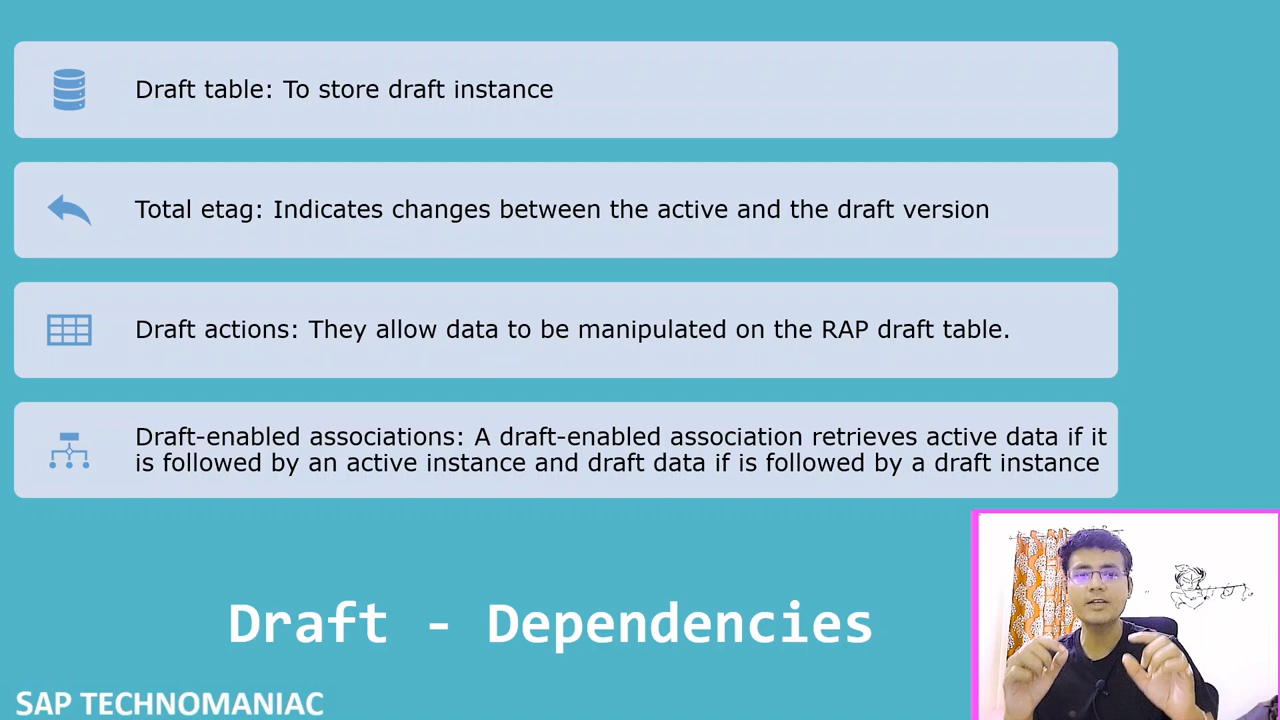 Draft table: To store draft instance
Total etag: Indicates changes between the active and the draft version
Draft actions: They allow data to be manipulated on the RAP draft table.
Draft-enabled associations: A draft-enabled association retrieves active data if it
is followed by an active instance and draft data if is followed by a draft instance
Draft - Dependencies
SAP TECHNOMANIAC